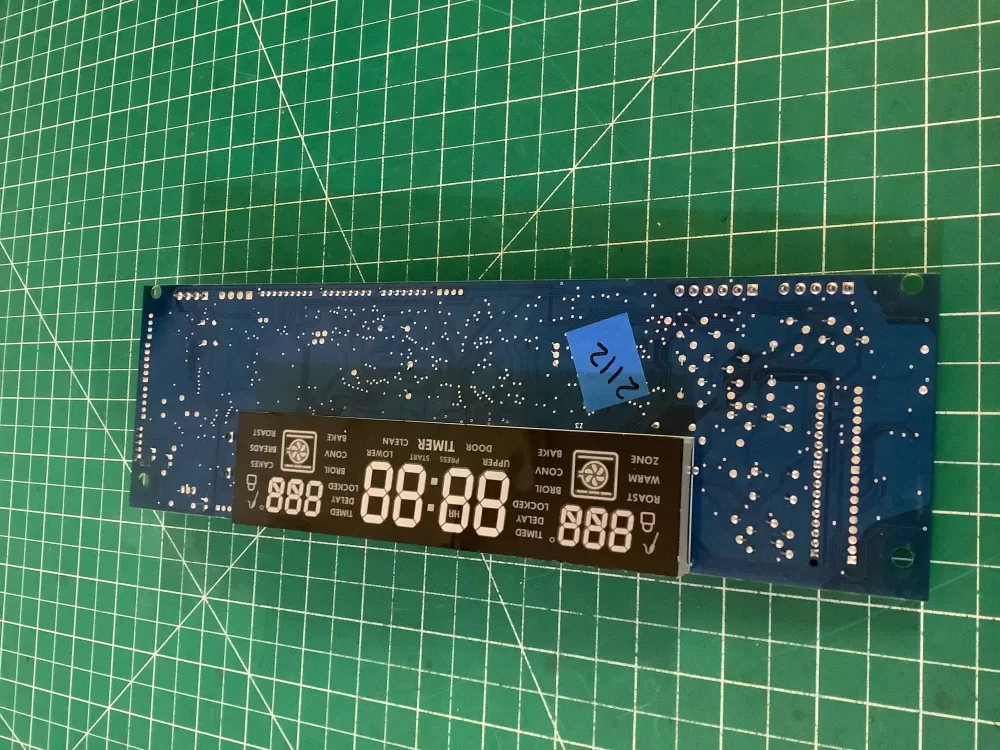 888°
TIMED
DELAY
LOCKED
88:88
HR
TIMED
DELAY
LOCKED
888°
ROAST
WARM
ZONE
BROIL
CONV
BAKE
UPPER
DOOR
PRESS
START
TIMER
LOWER
CLEAN
BROIL
CONV
BAKE
CAKES
BREADS
ROAST
2112